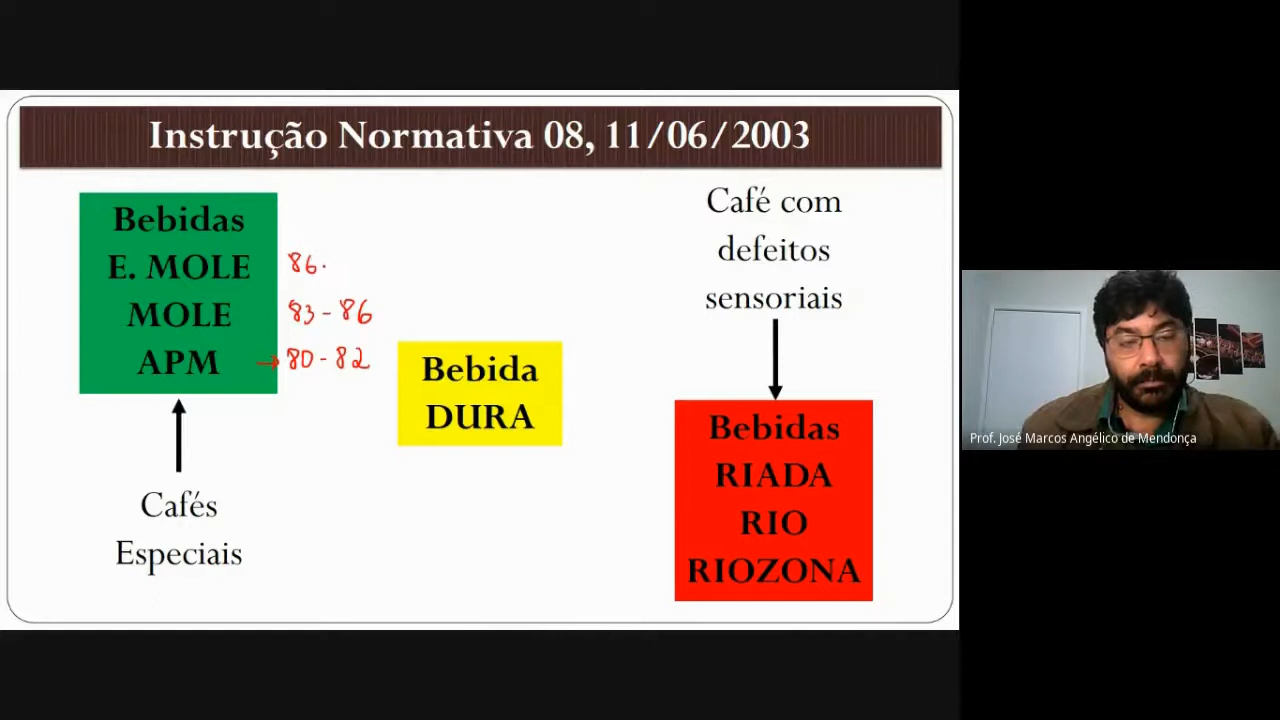 Instrução Normativa 08, 11/06/2003
Bebidas
E. MOLE 86.
MOLE 83-86
APM → 80-82
Cafés
Especiais
Bebida
DURA
Café com
defeitos
sensoriais
Bebidas
RIADA
RIO
RIOZONA
Prof. José Marcos Angélico de Mendonça